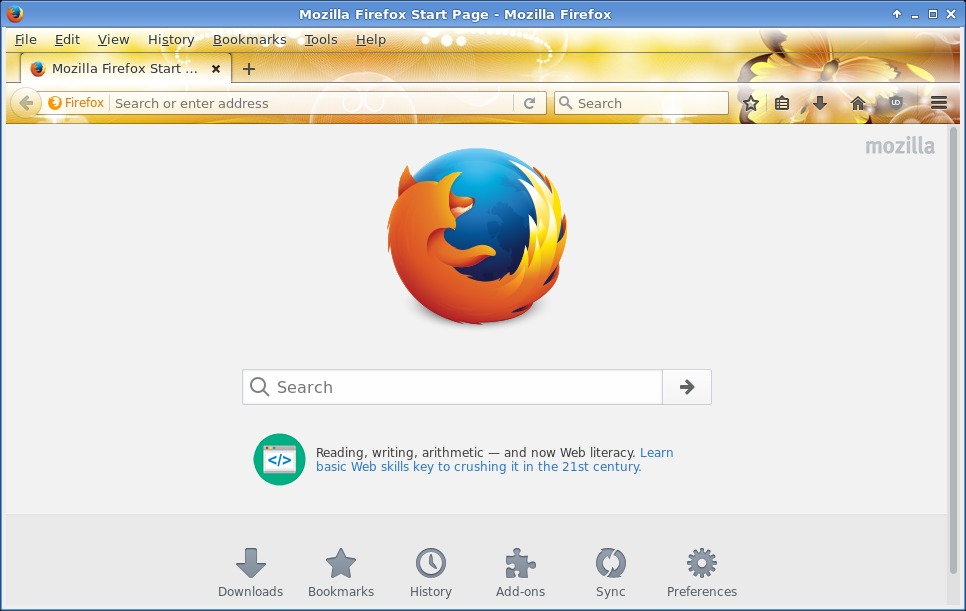 Mozilla Firefox Start Page - Mozilla Firefox
File Edit View History Bookmarks Tools Help
Mozilla Firefox Start ...
Firefox Search or enter address Search
mozilla
Search
</>
Reading, writing, arithmetic — and now Web literacy. Learn
basic Web skills key to crushing it in the 21st century.
Downloads Bookmarks History Add-ons Sync Preferences